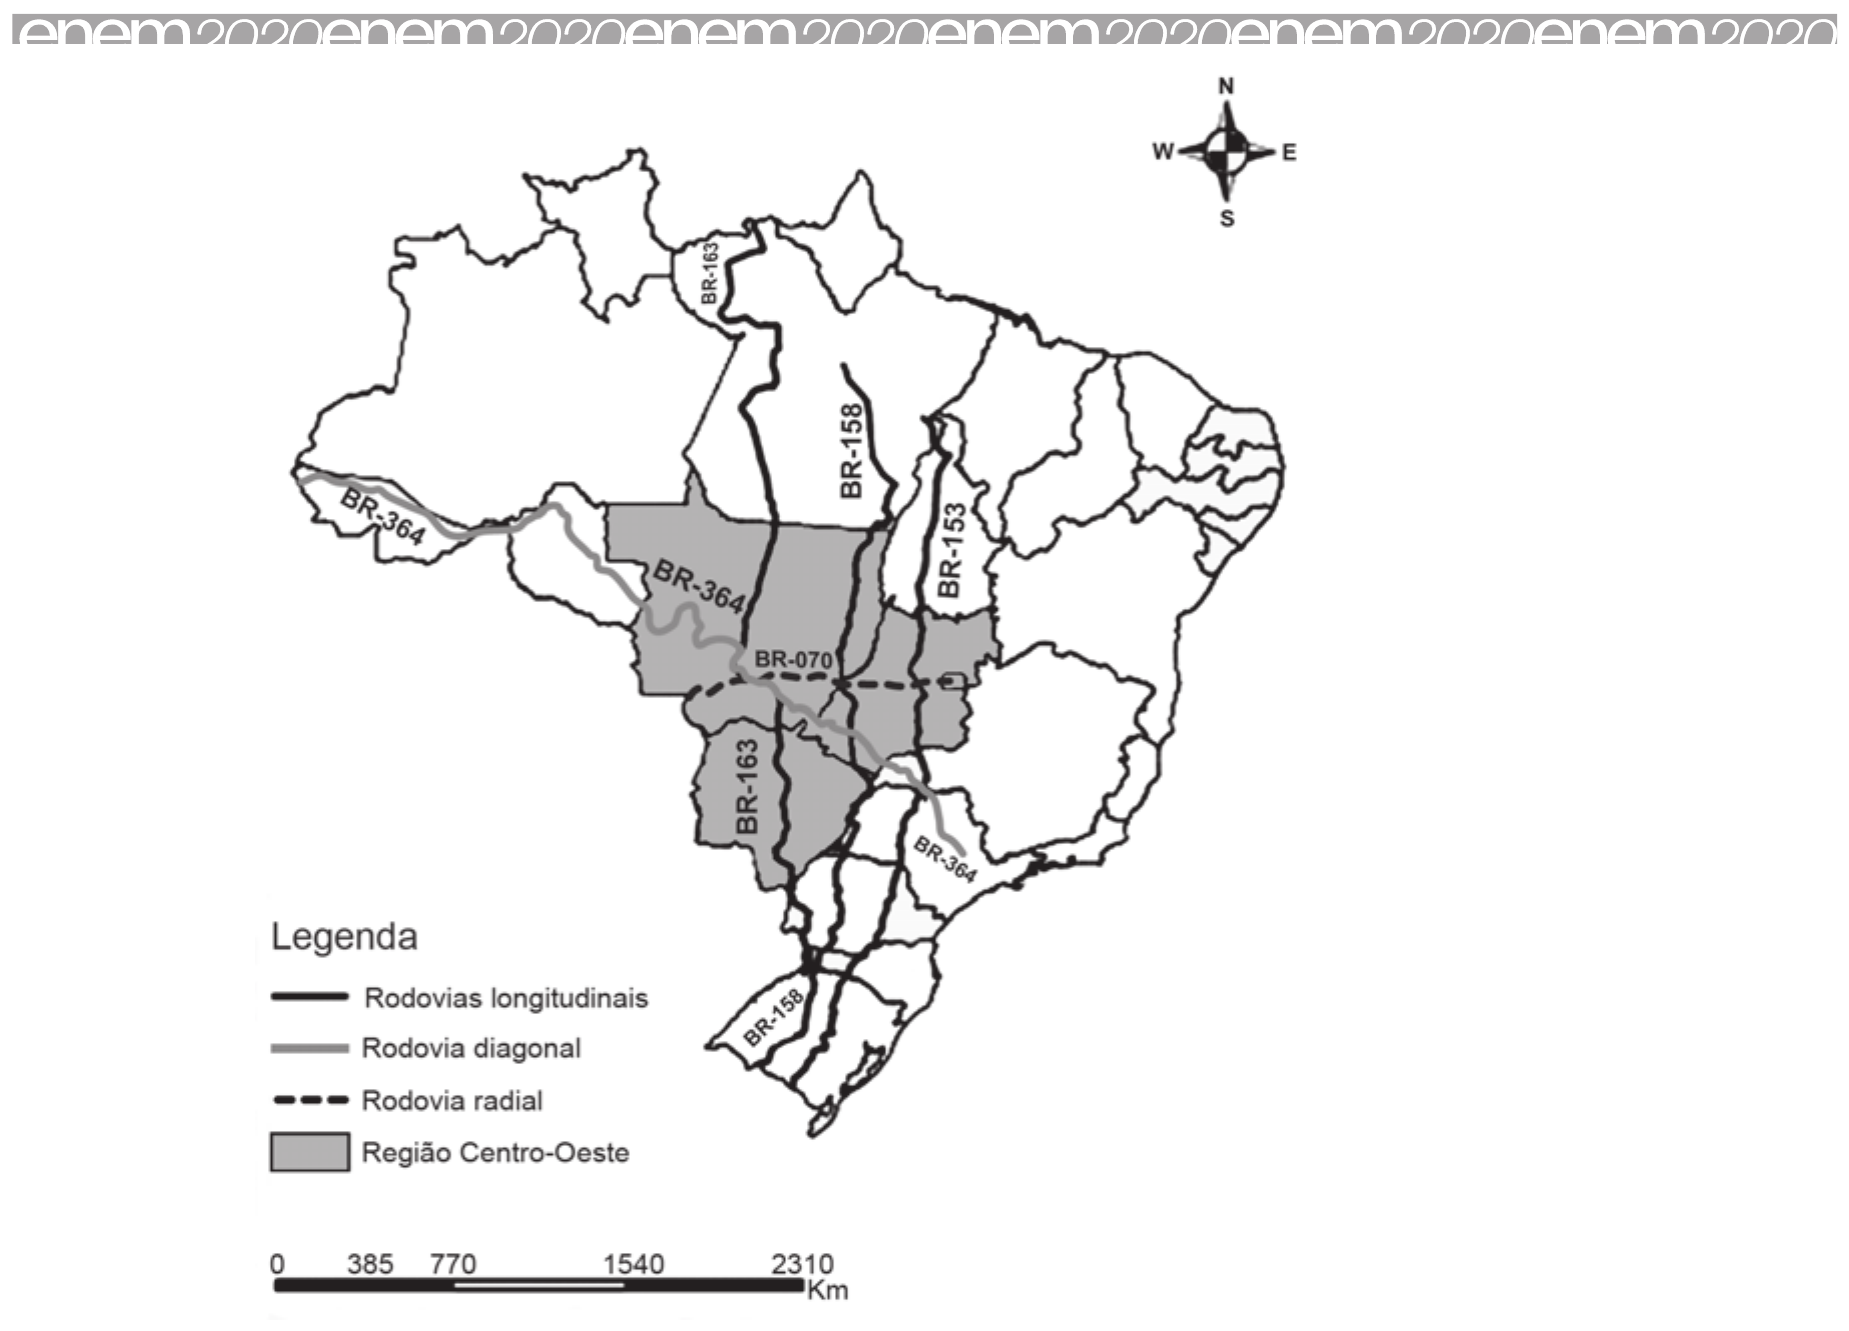 enem2020enem2020enem2020enem2020enem2020enem2020
N
W E
S
BR-163
BR-158
BR-364
BR-153
BR-364
BR-070
BR-163
BR-364
BR-158
Legenda
Rodovias longitudinais
Rodovia diagonal
Rodovia radial
Região Centro-Oeste
0 385 770 1540 2310
Km